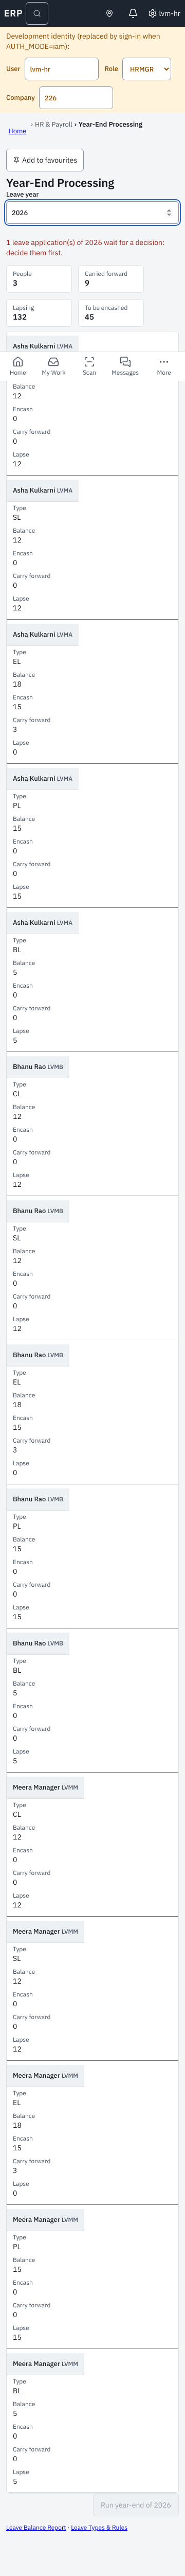 ERP
lvm-hr
Development identity (replaced by sign-in when
AUTH_MODE=iam):
User
lvm-hr
Role
HRMGR
Company
226
Home
› HR & Payroll › Year-End Processing
Add to favourites
Year-End Processing
Leave year
2026
1 leave application(s) of 2026 wait for a decision:
decide them first.
People
3
Carried forward
9
Lapsing
132
To be encashed
45
Asha Kulkarni LVMA
Home
My Work
Scan
Messages
More
Balance
12
Encash
0
Carry forward
0
Lapse
12
Asha Kulkarni LVMA
Type
SL
Balance
12
Encash
0
Carry forward
0
Lapse
12
Asha Kulkarni LVMA
Type
EL
Balance
18
Encash
15
Carry forward
3
Lapse
0
Asha Kulkarni LVMA
Type
PL
Balance
15
Encash
0
Carry forward
0
Lapse
15
Asha Kulkarni LVMA
Type
BL
Balance
5
Encash
0
Carry forward
0
Lapse
5
Bhanu Rao LVMB
Type
CL
Balance
12
Encash
0
Carry forward
0
Lapse
12
Bhanu Rao LVMB
Type
SL
Balance
12
Encash
0
Carry forward
0
Lapse
12
Bhanu Rao LVMB
Type
EL
Balance
18
Encash
15
Carry forward
3
Lapse
0
Bhanu Rao LVMB
Type
PL
Balance
15
Encash
0
Carry forward
0
Lapse
15
Bhanu Rao LVMB
Type
BL
Balance
5
Encash
0
Carry forward
0
Lapse
5
Meera Manager LVMM
Type
CL
Balance
12
Encash
0
Carry forward
0
Lapse
12
Meera Manager LVMM
Type
SL
Balance
12
Encash
0
Carry forward
0
Lapse
12
Meera Manager LVMM
Type
EL
Balance
18
Encash
15
Carry forward
3
Lapse
0
Meera Manager LVMM
Type
PL
Balance
15
Encash
0
Carry forward
0
Lapse
15
Meera Manager LVMM
Type
BL
Balance
5
Encash
0
Carry forward
0
Lapse
5
Run year-end of 2026
Leave Balance Report · Leave Types & Rules